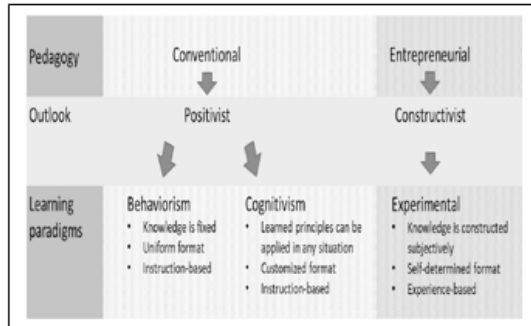 Pedagogy
Conventional
Entrepreneurial
Outlook
Positivist
Constructivist
Learning
paradigms
Behaviorism
• Knowledge is fixed
• Uniform format
• Instruction-based
Cognitivism
• Learned principles can be
applied in any situation
• Customized format
• Instruction-based
Experimental
• Knowledge is constructed
subjectively
• Self-determined format
• Experience-based